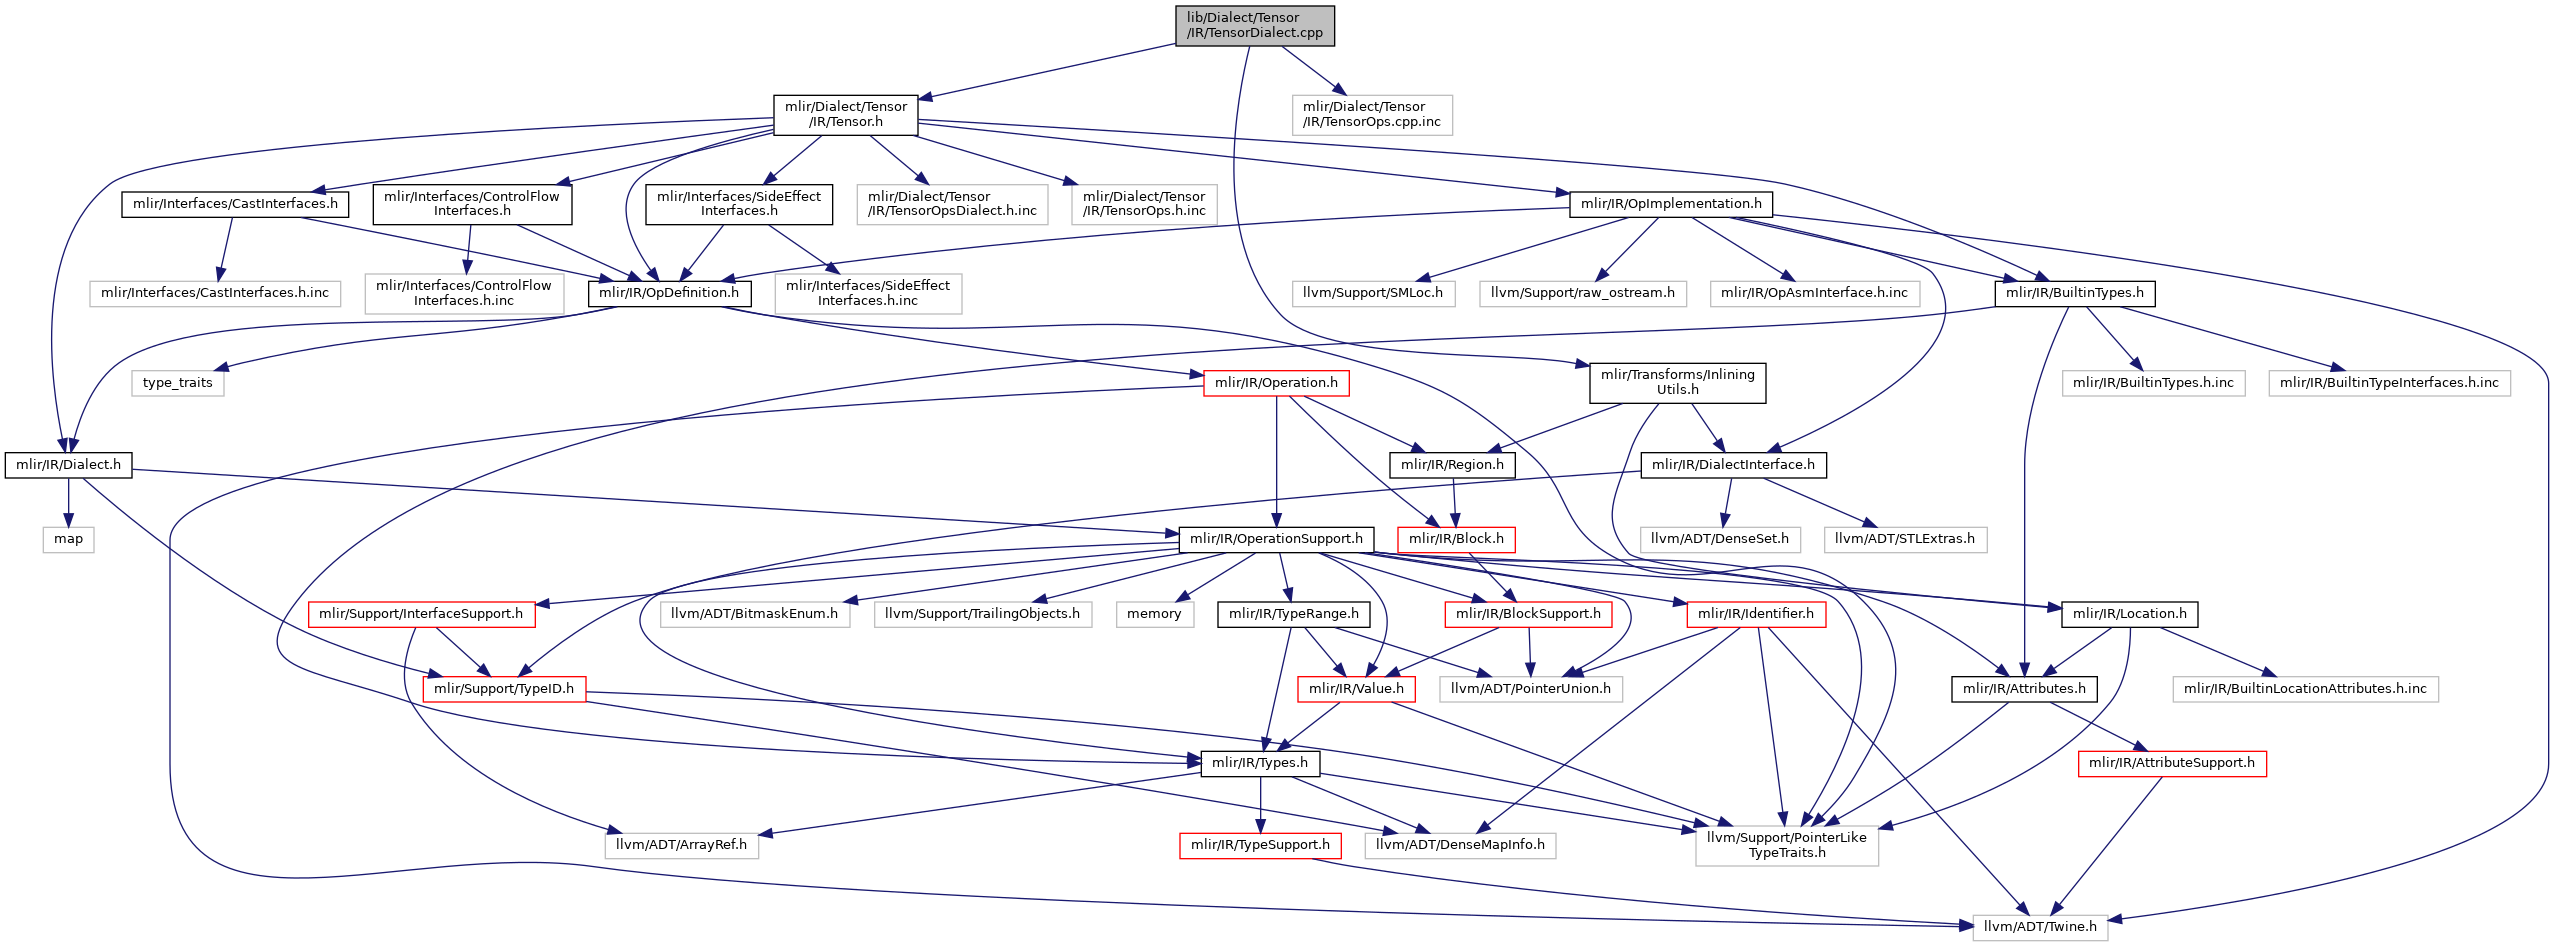 lib/Dialect/Tensor
/IR/TensorDialect.cpp
mlir/Dialect/Tensor
/IR/Tensor.h
mlir/Dialect/Tensor
/IR/TensorOps.cpp.inc
mlir/Interfaces/CastInterfaces.h
mlir/Interfaces/ControlFlow
Interfaces.h
mlir/Interfaces/SideEffect
Interfaces.h
mlir/Dialect/Tensor
/IR/TensorOpsDialect.h.inc
mlir/Dialect/Tensor
/IR/TensorOps.h.inc
mlir/IR/OpImplementation.h
mlir/Interfaces/CastInterfaces.h.inc
mlir/Interfaces/ControlFlow
Interfaces.h.inc
mlir/IR/OpDefinition.h
mlir/Interfaces/SideEffect
Interfaces.h.inc
llvm/Support/SMLoc.h
llvm/Support/raw_ostream.h
mlir/IR/OpAsmInterface.h.inc
mlir/IR/BuiltinTypes.h
type_traits
mlir/IR/Operation.h
mlir/Transforms/Inlining
Utils.h
mlir/IR/BuiltinTypes.h.inc
mlir/IR/BuiltinTypeInterfaces.h.inc
mlir/IR/Dialect.h
mlir/IR/Region.h
mlir/IR/DialectInterface.h
map
mlir/IR/OperationSupport.h
mlir/IR/Block.h
llvm/ADT/DenseSet.h
llvm/ADT/STLExtras.h
mlir/Support/InterfaceSupport.h
llvm/ADT/BitmaskEnum.h
llvm/Support/TrailingObjects.h
memory
mlir/IR/TypeRange.h
mlir/IR/BlockSupport.h
mlir/IR/Identifier.h
mlir/IR/Location.h
mlir/Support/TypeID.h
mlir/IR/Value.h
llvm/ADT/PointerUnion.h
mlir/IR/Attributes.h
mlir/IR/BuiltinLocationAttributes.h.inc
mlir/IR/Types.h
mlir/IR/AttributeSupport.h
llvm/ADT/ArrayRef.h
mlir/IR/TypeSupport.h
llvm/ADT/DenseMapInfo.h
llvm/Support/PointerLike
TypeTraits.h
llvm/ADT/Twine.h